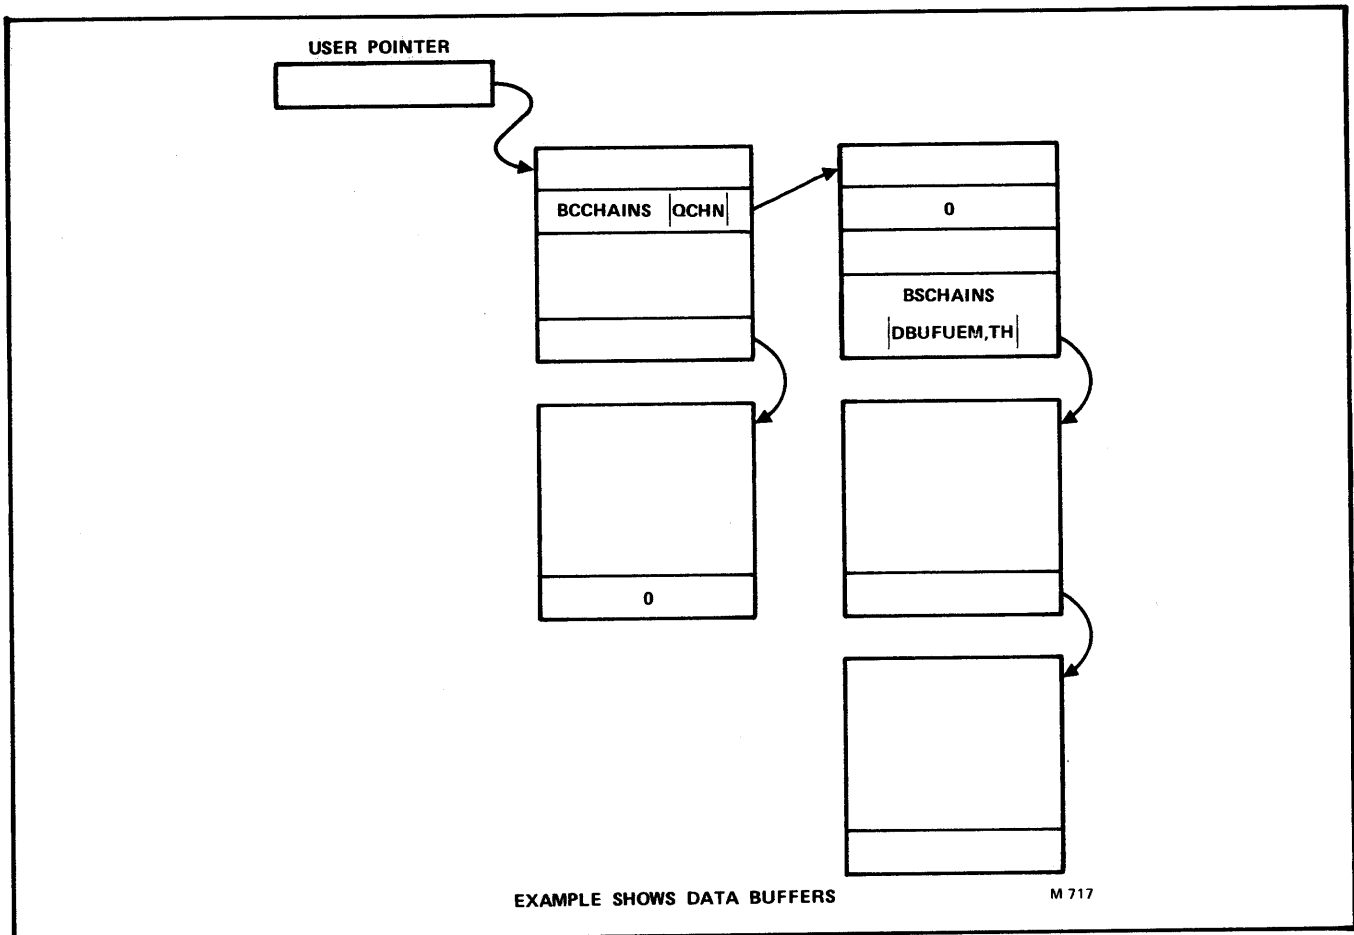 USER POINTER
BCCHAINS |QCHN|
0
BSCHAINS
|DBUFUEM,TH|
0
EXAMPLE SHOWS DATA BUFFERS
M 717